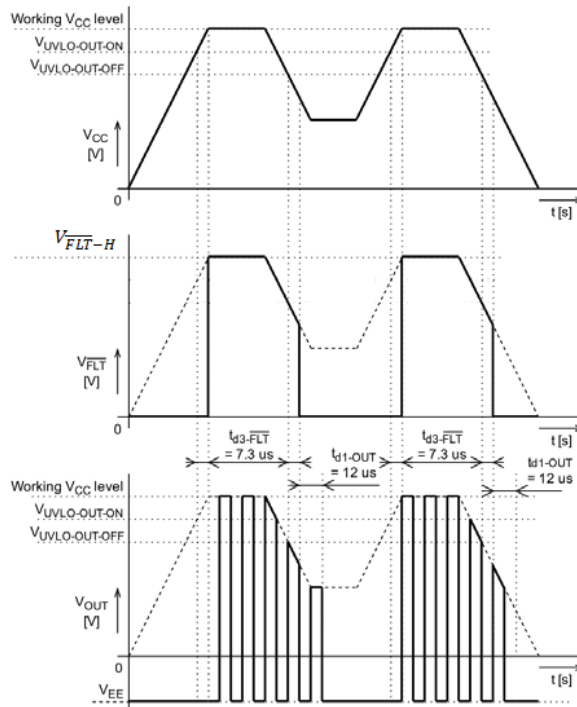 Working VCC level
VUVLO-OUT-ON
VUVLO-OUT-OFF
VCC
[V]
0
t [s]
VFLT-H
VFLT
[V]
0
t [s]
td3-FLT
= 7.3 us
td1-OUT
= 12 us
td3-FLT
= 7.3 us
td1-OUT
= 12 us
Working VCC level
VUVLO-OUT-ON
VUVLO-OUT-OFF
VOUT
[V]
0
t [s]
VEE